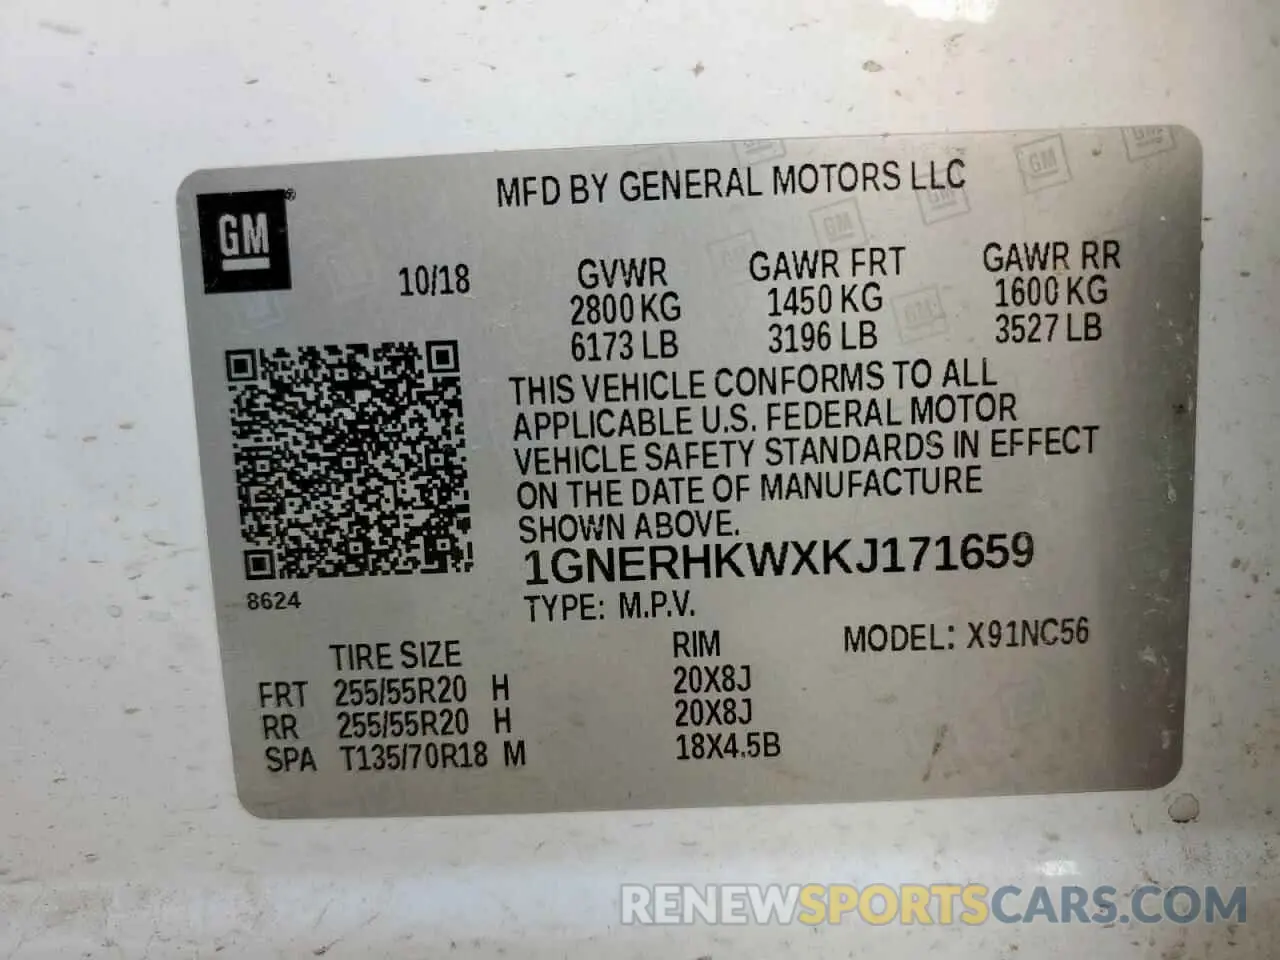 GM
MFD BY GENERAL MOTORS LLC
10/18 GVWR GAWR FRT GAWR RR
2800 KG 1450 KG 1600 KG
6173 LB 3196 LB 3527 LB
THIS VEHICLE CONFORMS TO ALL
APPLICABLE U.S. FEDERAL MOTOR
VEHICLE SAFETY STANDARDS IN EFFECT
ON THE DATE OF MANUFACTURE
SHOWN ABOVE.
1GNERHKWXKJ171659
8624
TYPE: M.P.V.
TIRE SIZE RIM MODEL: X91NC56
FRT 255/55R20 H 20X8J
RR 255/55R20 H 20X8J
SPA T135/70R18 M 18X4.5B
RENEWSPORTSCARS.COM